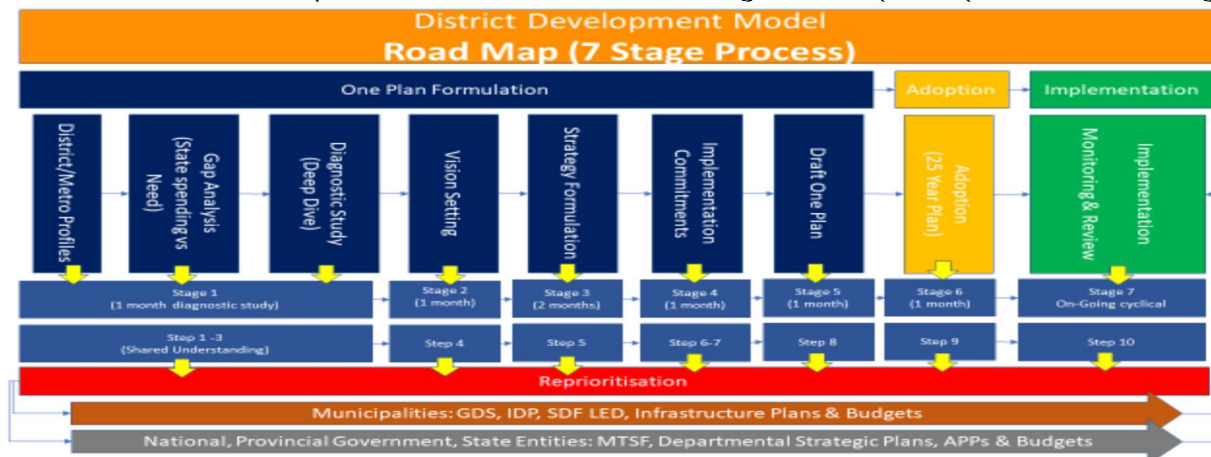 District Development Model
Road Map (7 Stage Process)
One Plan Formulation
Adoption
Implementation
District/Metro Profiles
Gap Analysis
(State spending vs
Need)
Diagnostic Study
(Deep Dive)
Vision
Setting
Strategy
Formulation
Implementation
Commitments
Draft One Plan
Adoption
(25 Year Plan)
Implementation
Monitoring & Review
Stage 1
(1 month diagnostic study)
Stage 2
(1 month)
Stage 3
(2 months)
Stage 4
(1 month)
Stage 5
(1 month)
Stage 6
(1 month)
Stage 7
On-Going cyclical
Step 1 -3
(Shared Understanding)
Step 4
Step 5
Step 6-7
Step 8
Step 9
Step 10
Reprioritisation
Municipalities: GDS, IDP, SDF LED, Infrastructure Plans & Budgets
National, Provincial Government, State Entities: MTSF, Departmental Strategic Plans, APPs & Budgets